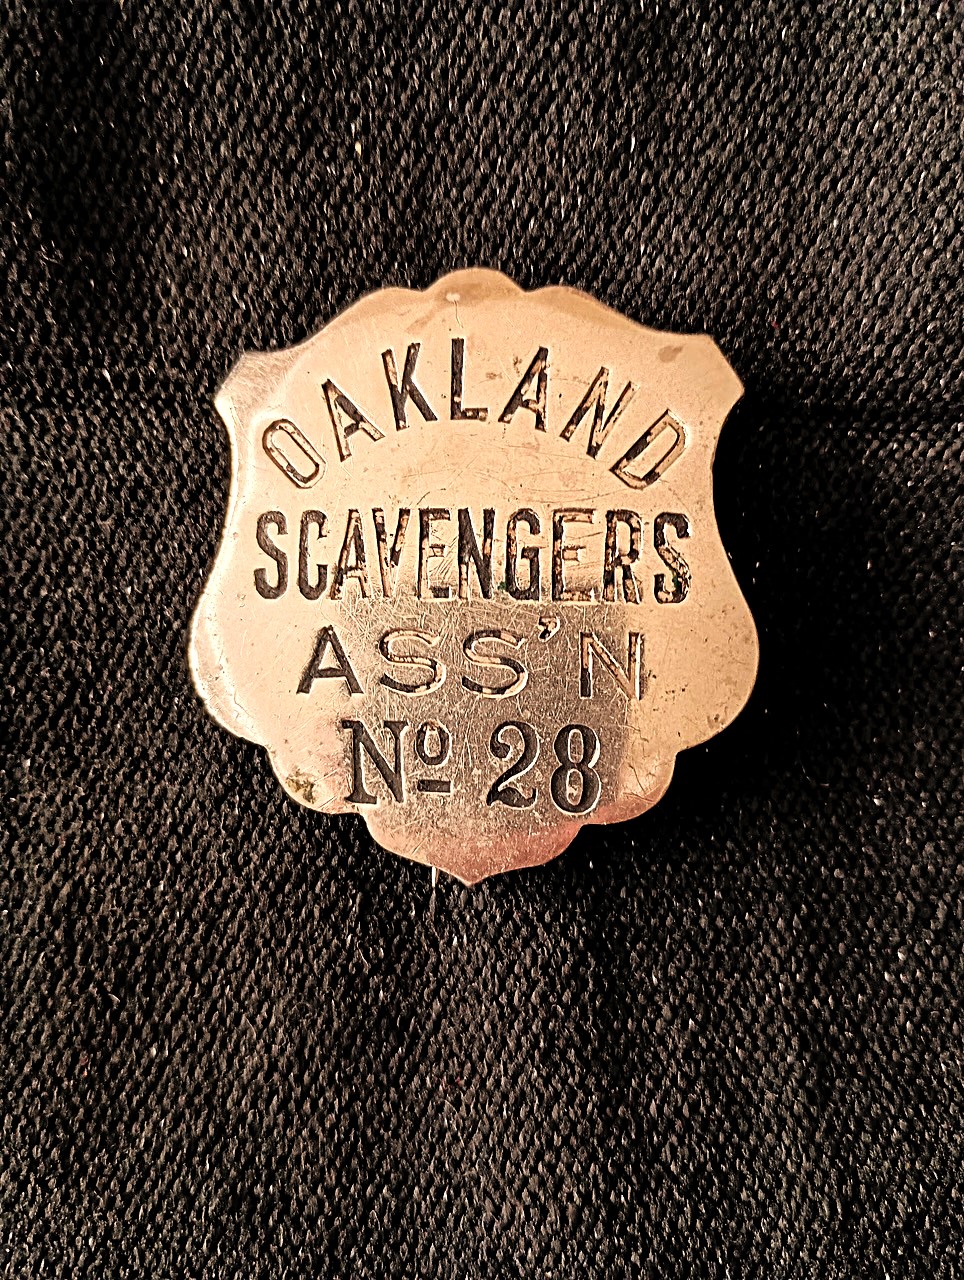 OAKLAND
SCAVENGERS
ASS'N
Nº 28